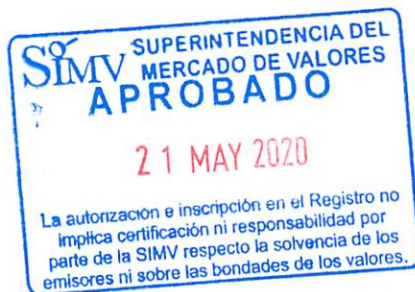 SIMV SUPERINTENDENCIA DEL
MERCADO DE VALORES
APROBADO
21 MAY 2020
La autorización e inscripción en el Registro no
implica certificación ni responsabilidad por
parte de la SIMV respecto la solvencia de los
emisores ni sobre las bondades de los valores.